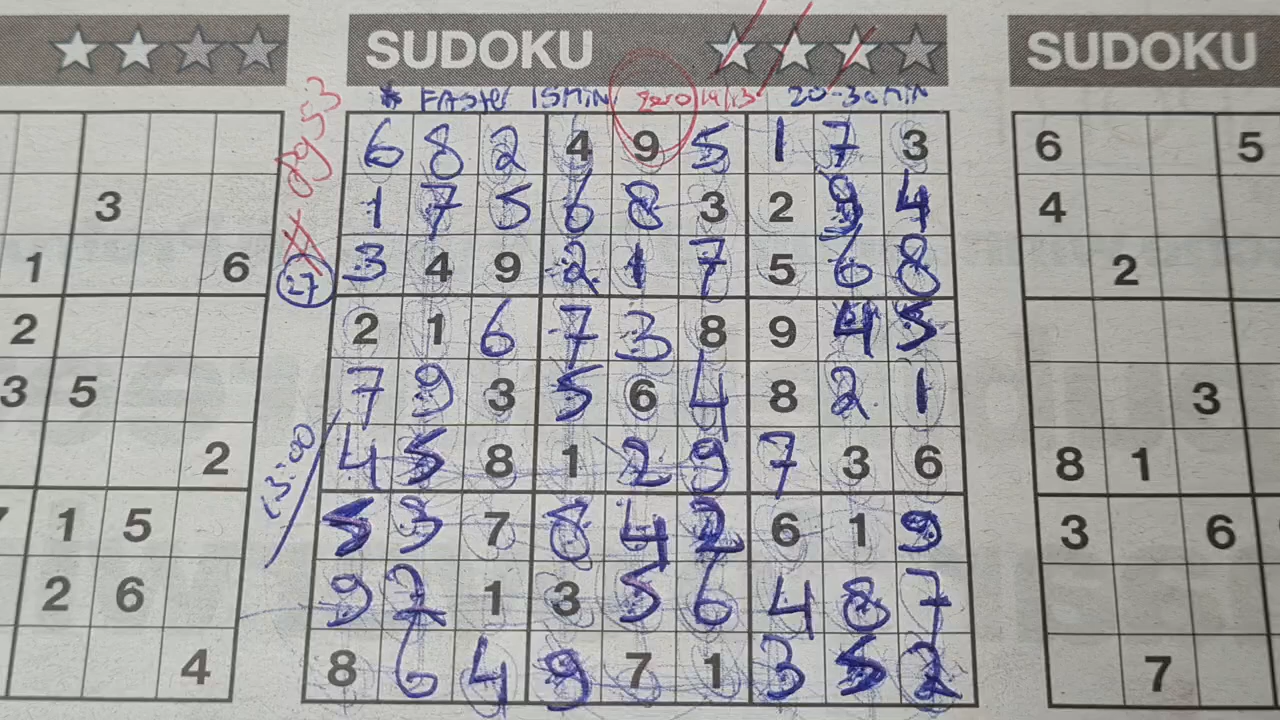 SUDOKU
SUDOKU
* FASTER 15MIN zero 14/13 20-30MIN
6 8 2 4 9 5 1 7 3
1 7 5 6 8 3 2 9 4
3 4 9 2 1 7 5 6 8
2 1 6 7 3 8 9 4 5
7 9 3 5 6 4 8 2 1
4 5 8 1 2 9 7 3 6
5 3 7 8 4 2 6 1 9
9 2 1 3 5 6 4 8 7
8 6 4 9 7 1 3 5 2
27
3
1 6
2
3 5
2
1 5
2 6
4
6 5
4
2
3
8 1
3 6
7